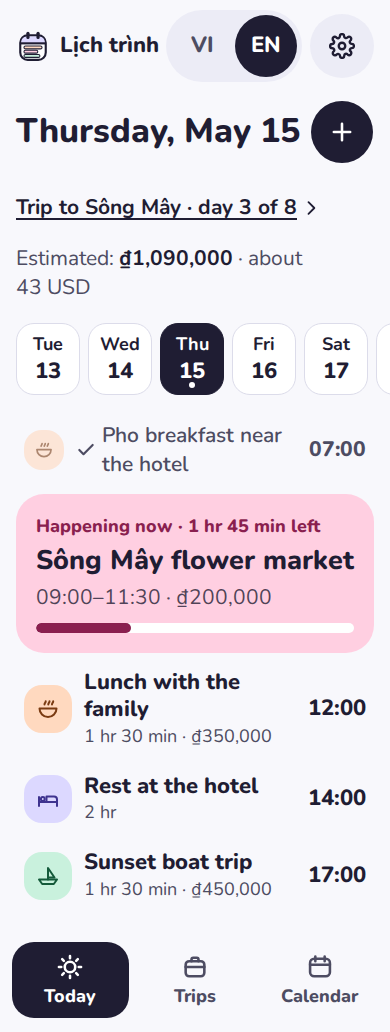 Lịch trình
VI
EN
Thursday, May 15
Trip to Sông Mây · day 3 of 8
Estimated: ₫1,090,000 · about
43 USD
Tue
13
Wed
14
Thu
15
Fri
16
Sat
17
Pho breakfast near
the hotel
07:00
Happening now · 1 hr 45 min left
Sông Mây flower market
09:00–11:30 · ₫200,000
Lunch with the
family
1 hr 30 min · ₫350,000
12:00
Rest at the hotel
2 hr
14:00
Sunset boat trip
1 hr 30 min · ₫450,000
17:00
Today
Trips
Calendar